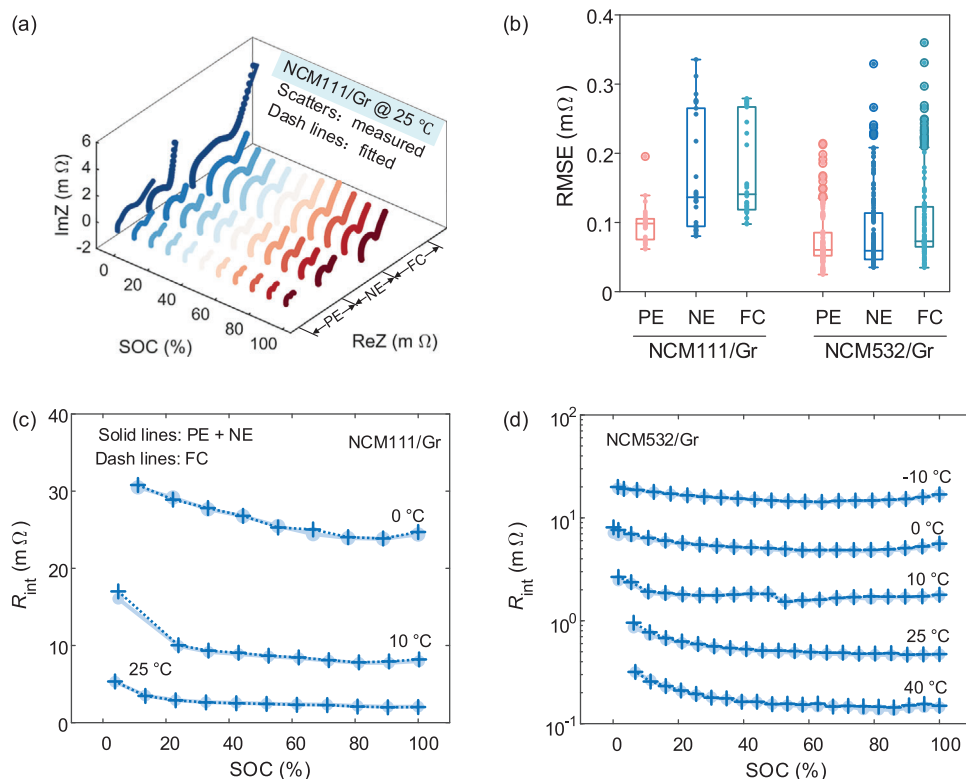 (a)
NCM111/Gr @ 25 ℃
Scatters: measured
Dash lines: fitted
ImZ (m Ω)
6
4
2
0
-2
0
20
40
60
80
100
SOC (%)
ReZ (m Ω)
PE
NE
FC
(b)
RMSE (mΩ)
0.4
0.3
0.2
0.1
0
PE NE FC PE NE FC
NCM111/Gr NCM532/Gr
(c)
Solid lines: PE + NE
Dash lines: FC
NCM111/Gr
R_int (m Ω)
40
30
20
10
0
0 °C
10 °C
25 °C
0 20 40 60 80 100
SOC (%)
(d)
NCM532/Gr
R_int (m Ω)
10^2
10^1
10^0
10^-1
-10 °C
0 °C
10 °C
25 °C
40 °C
0 20 40 60 80 100
SOC (%)